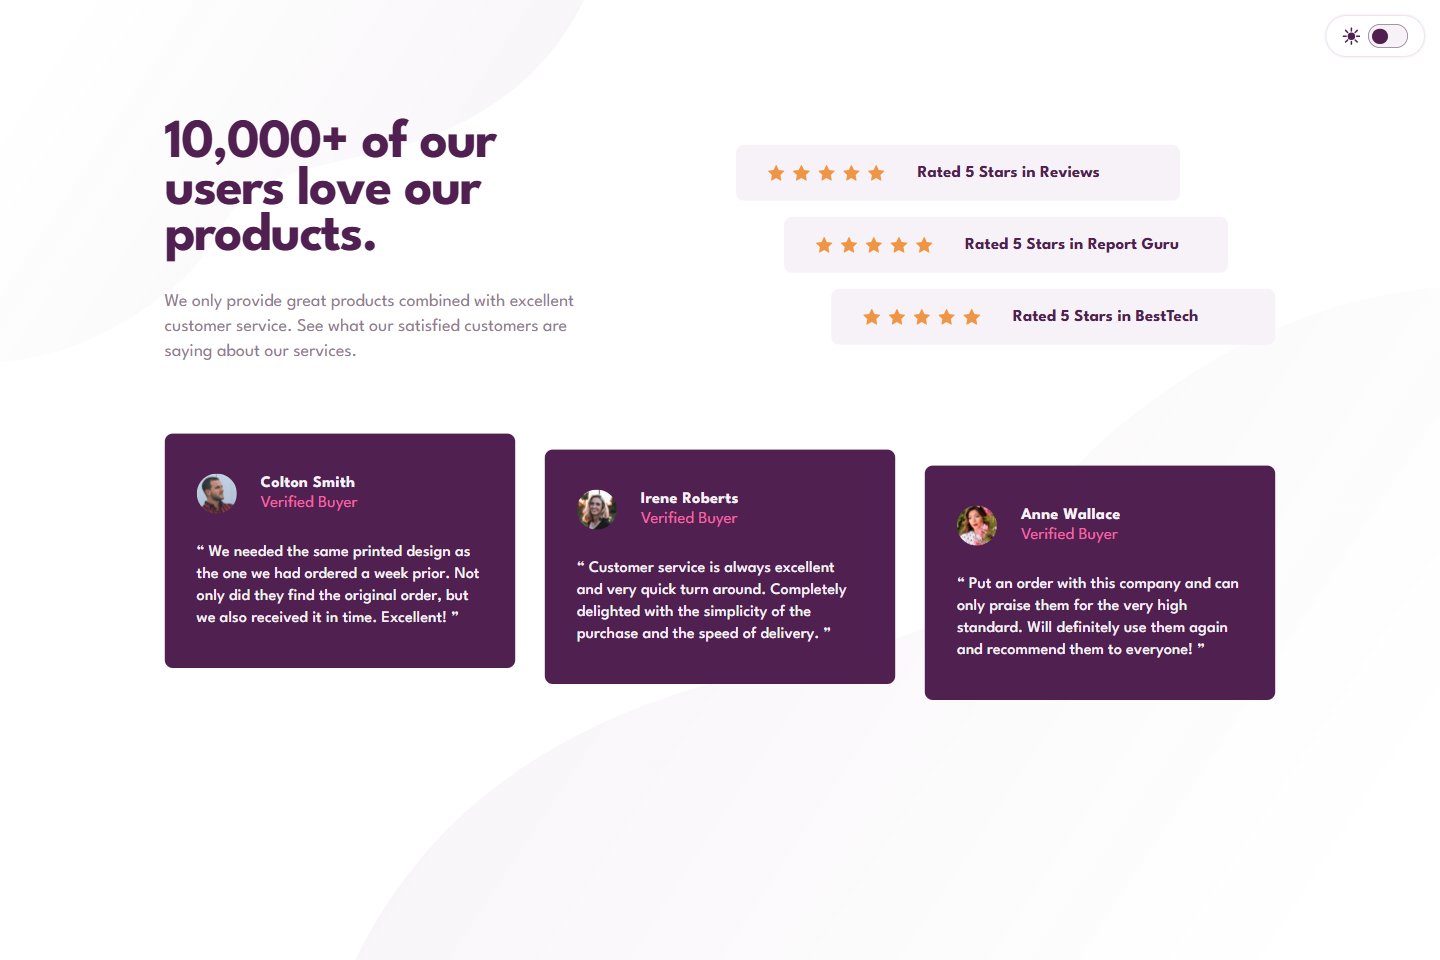 10,000+ of our
users love our
products.
We only provide great products combined with excellent
customer service. See what our satisfied customers are
saying about our services.
Rated 5 Stars in Reviews
Rated 5 Stars in Report Guru
Rated 5 Stars in BestTech
Colton Smith
Verified Buyer
“ We needed the same printed design as
the one we had ordered a week prior. Not
only did they find the original order, but
we also received it in time. Excellent! ”
Irene Roberts
Verified Buyer
“ Customer service is always excellent
and very quick turn around. Completely
delighted with the simplicity of the
purchase and the speed of delivery. ”
Anne Wallace
Verified Buyer
“ Put an order with this company and can
only praise them for the very high
standard. Will definitely use them again
and recommend them to everyone! ”